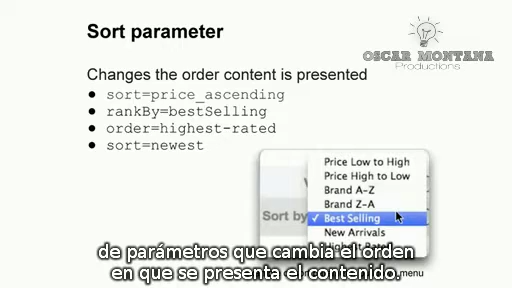 Sort parameter
OSCAR MONTANA
Productions
Changes the order content is presented
● sort=price_ascending
● rankBy=bestSelling
● order=highest-rated
● sort=newest
Price Low to High
Price High to Low
Brand A-Z
Brand Z-A
Sort by
✓ Best Selling
New Arrivals
Highest Rated
de parámetros que cambia el orden
en que se presenta el contenido.
menu